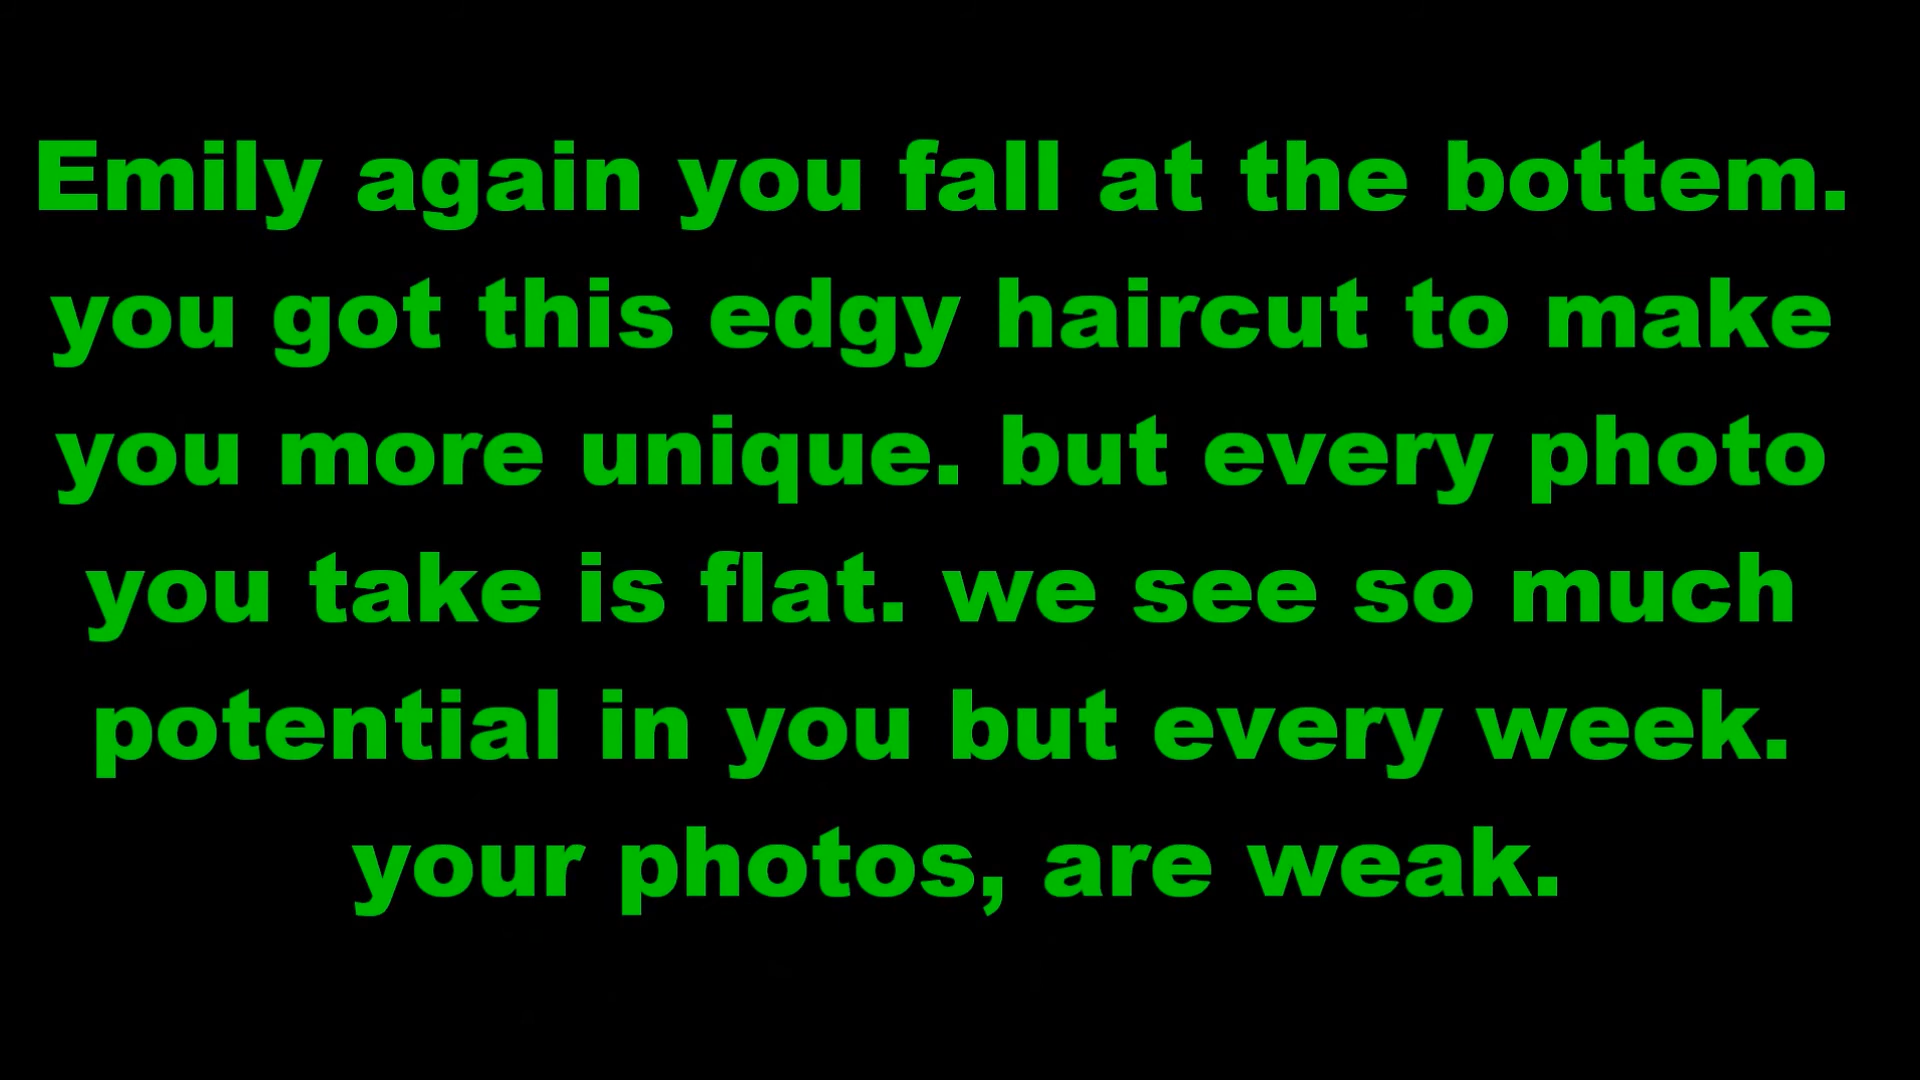 Emily again you fall at the bottem.
you got this edgy haircut to make
you more unique. but every photo
you take is flat. we see so much
potential in you but every week.
your photos, are weak.